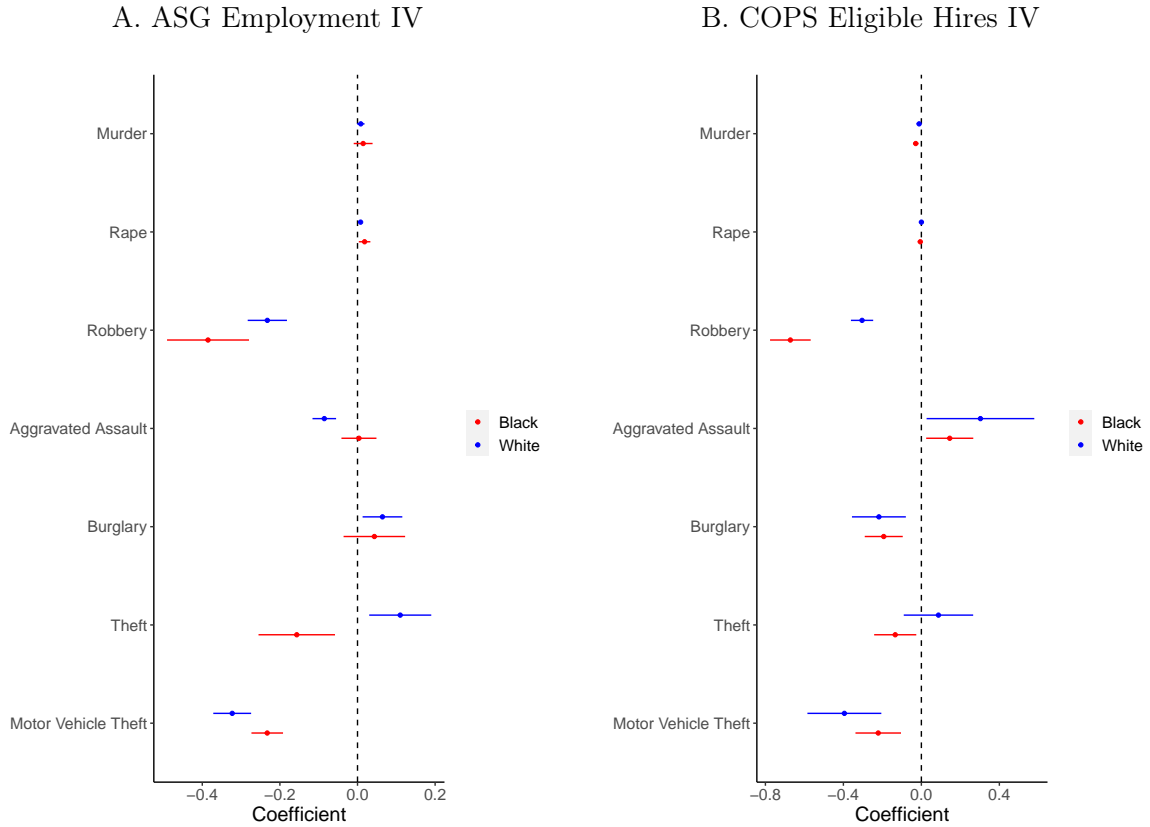 A. ASG Employment IV
Murder
Rape
Robbery
Aggravated Assault
Burglary
Theft
Motor Vehicle Theft
−0.4 −0.2 0.0 0.2
Coefficient
Black
White
B. COPS Eligible Hires IV
Murder
Rape
Robbery
Aggravated Assault
Burglary
Theft
Motor Vehicle Theft
−0.8 −0.4 0.0 0.4
Coefficient
Black
White